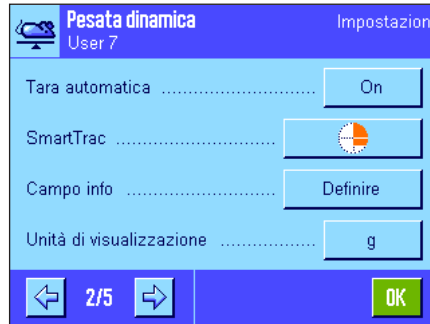 Pesata dinamica
Impostazion
User 7
Tara automatica ............................ On
SmartTrac .............................
Campo info ........................... Definire
Unità di visualizzazione .................. g
2/5
OK